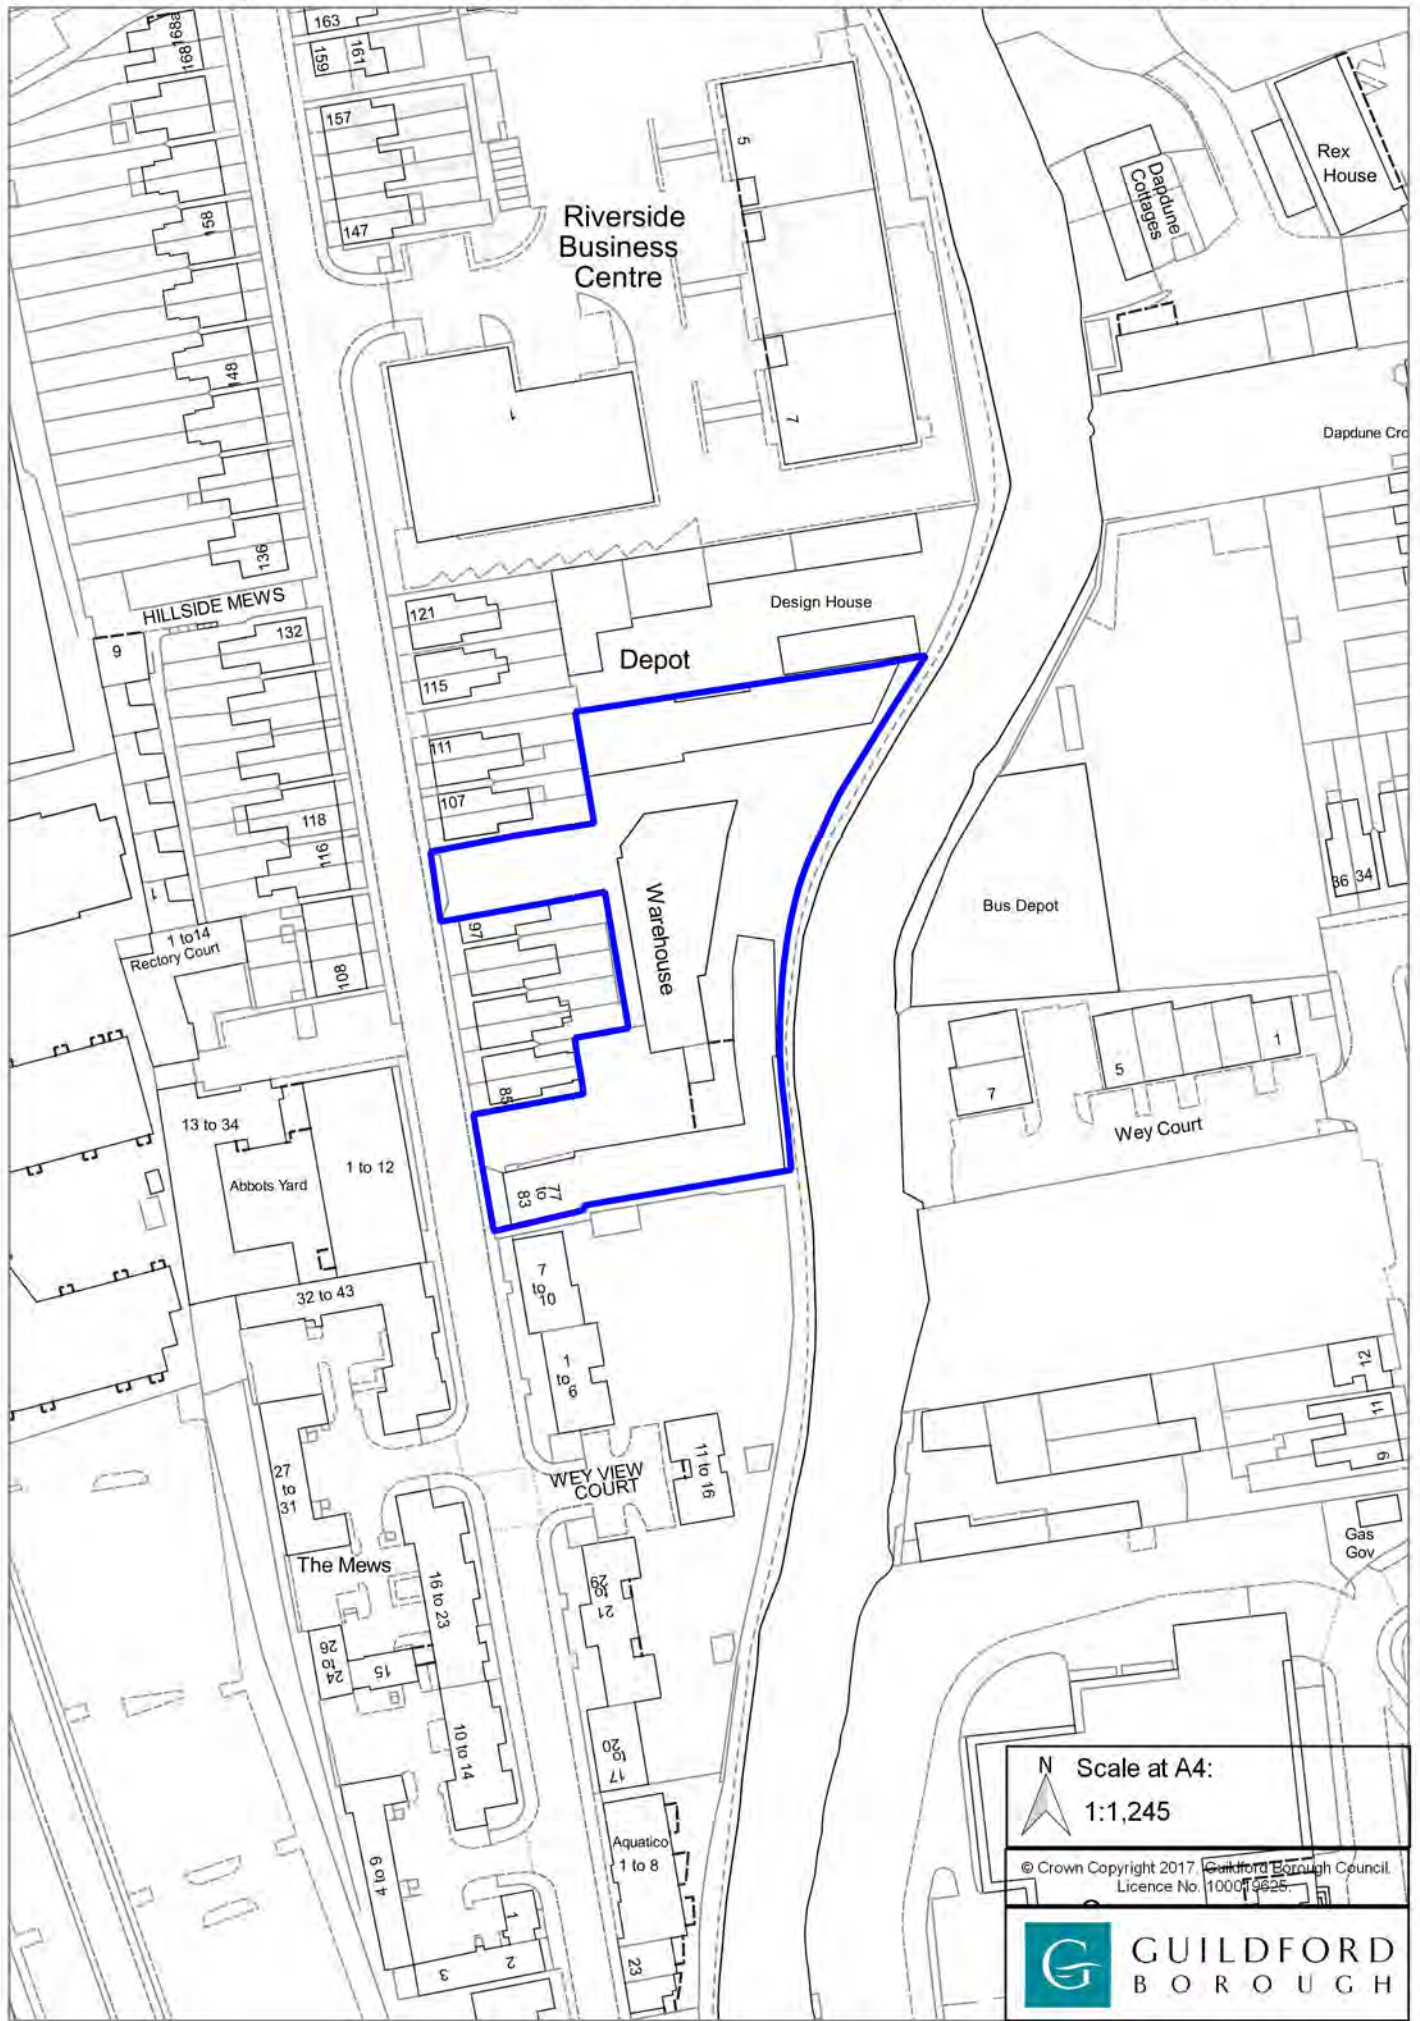 163
168a
168
159
161
157
5
Rex
House
Dapdune
Cottages
158
147
Riverside
Business
Centre
148
1
7
Dapdune Cro
136
HILLSIDE MEWS
132
121
Design House
9
Depot
115
111
107
118
116
36
34
Warehouse
Bus Depot
97
1
1 to14
Rectory Court
108
1
5
7
Wey Court
85
13 to 34
1 to 12
Abbots Yard
77
to
83
32 to 43
7
to
10
1
to
6
12
11
9
11 to 16
27
to
31
WEY VIEW
COURT
Gas
Gov
The Mews
16 to 23
29
to
21
26
to
24
15
10 to 14
20
to
17
N
Scale at A4:
1:1,245
Aquatico
1 to 8
4 to 9
© Crown Copyright 2017. Guildford Borough Council.
Licence No. 100019625.
1
2
3
23
G
GUILDFORD
BOROUGH